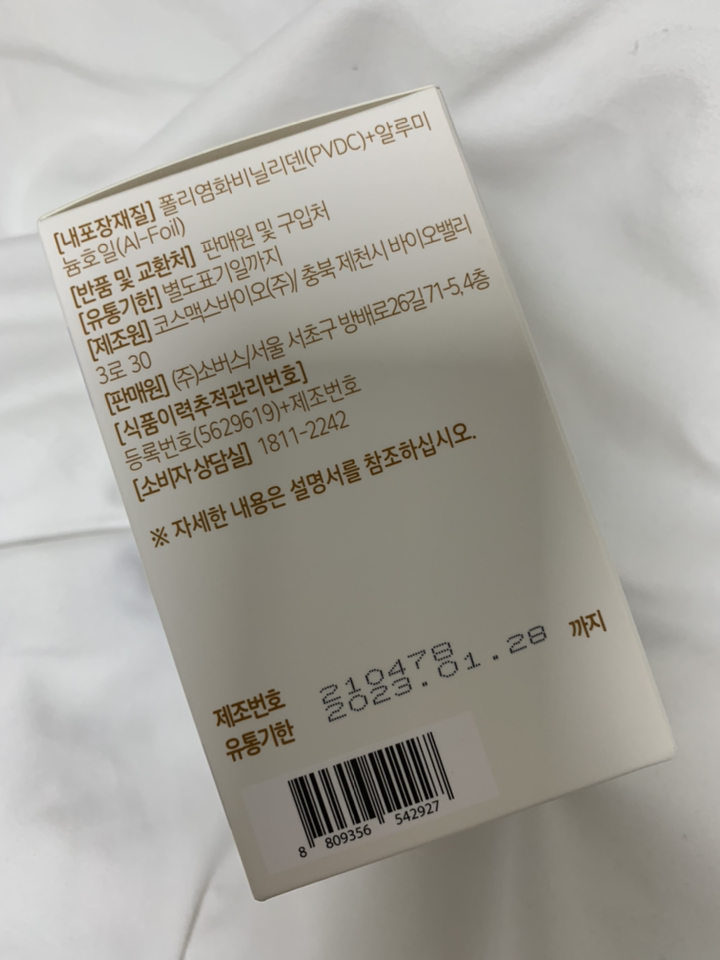 [내포장재질] 폴리염화비닐리덴(PVDC)+알루미
늄호일(Al-Foil)
[반품 및 교환처] 판매원 및 구입처
[유통기한] 별도표기일까지
[제조원] 코스맥스바이오(주)/ 충북 제천시 바이오밸리
3로 30
[판매원] (주)소버스/서울 서초구 방배로26길 71-5, 4층
[식품이력추적관리번호]
등록번호(5629619)+제조번호
[소비자 상담실] 1811-2242
※ 자세한 내용은 설명서를 참조하십시오.
제조번호 210478
유통기한 2023.01.28 까지
8 809356 542927